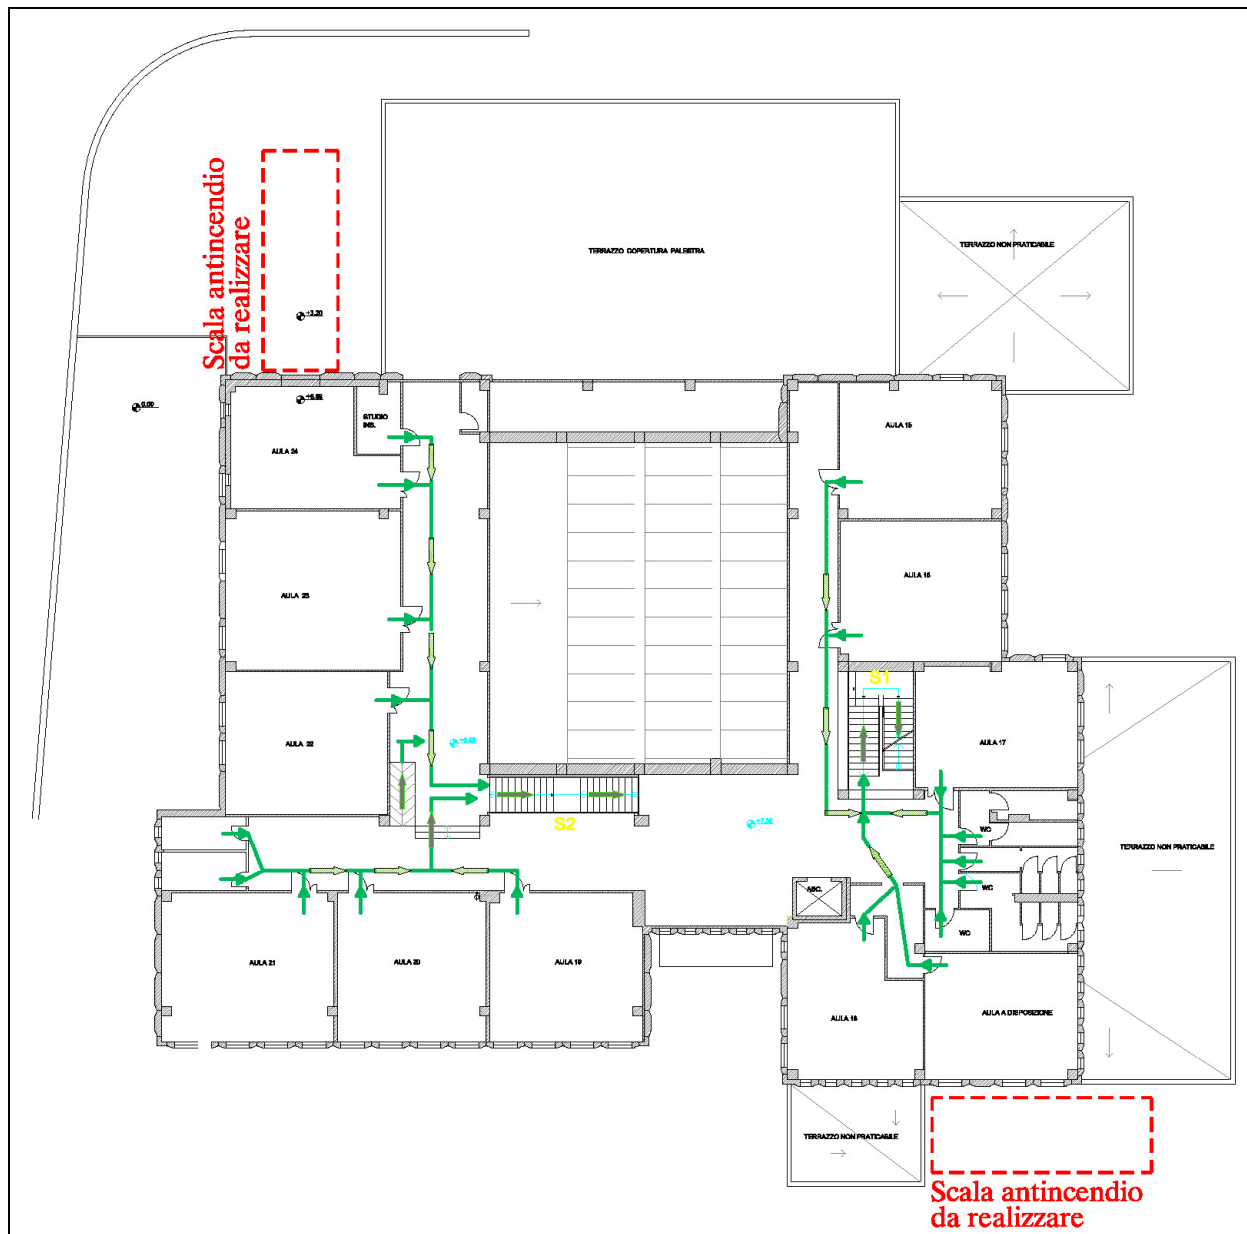 Scala antincendio
da realizzare
TERRAZZO COPERTURA PALESTRA
TERRAZZO NON PRATICABILE
+3.20
0.00
STUDIO
INS.
AULA 24
AULA 15
AULA 23
AULA 16
S1
AULA 22
AULA 17
S2
WC
TERRAZZO NON PRATICABILE
ASC.
WC
WC
AULA 21
AULA 20
AULA 19
AULA 18
AULA A DISPOSIZIONE
TERRAZZO NON PRATICABILE
Scala antincendio
da realizzare